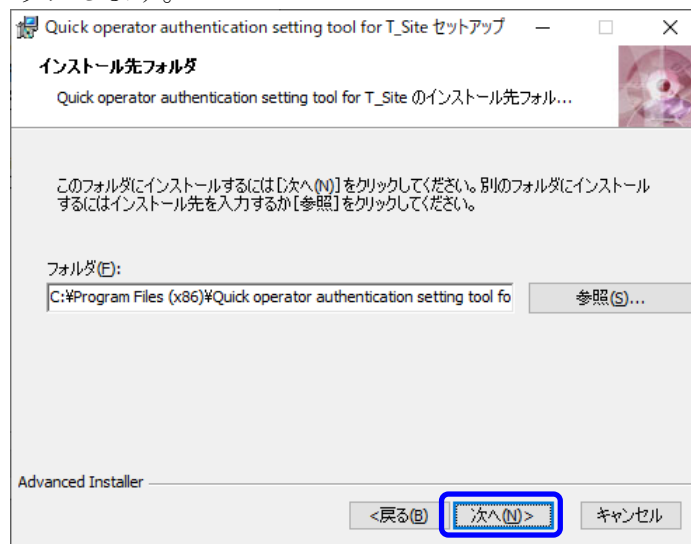 Quick operator authentication setting tool for T_Site セットアップ
インストール先フォルダ
Quick operator authentication setting tool for T_Site のインストール先フォル...
このフォルダにインストールするには[次へ(N)]をクリックしてください。別のフォルダにインストール
するにはインストール先を入力するか[参照]をクリックしてください。
フォルダ(F):
C:¥Program Files (x86)¥Quick operator authentication setting tool fo
参照(S)...
Advanced Installer
<戻る(B)
次へ(N)>
キャンセル